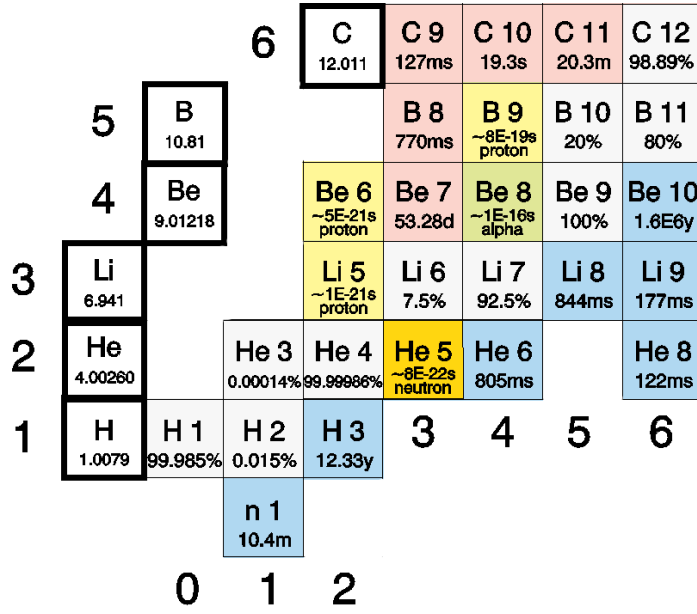 6
C
12.011
C 9
127ms
C 10
19.3s
C 11
20.3m
C 12
98.89%
5
B
10.81
B 8
770ms
B 9
~8E-19s
proton
B 10
20%
B 11
80%
4
Be
9.01218
Be 6
~5E-21s
proton
Be 7
53.28d
Be 8
~1E-16s
alpha
Be 9
100%
Be 10
1.6E6y
3
Li
6.941
Li 5
~1E-21s
proton
Li 6
7.5%
Li 7
92.5%
Li 8
844ms
Li 9
177ms
2
He
4.00260
He 3
0.00014%
He 4
99.99986%
He 5
~8E-22s
neutron
He 6
805ms
He 8
122ms
1
H
1.0079
H 1
99.985%
H 2
0.015%
H 3
12.33y
3
4
5
6
n 1
10.4m
0
1
2